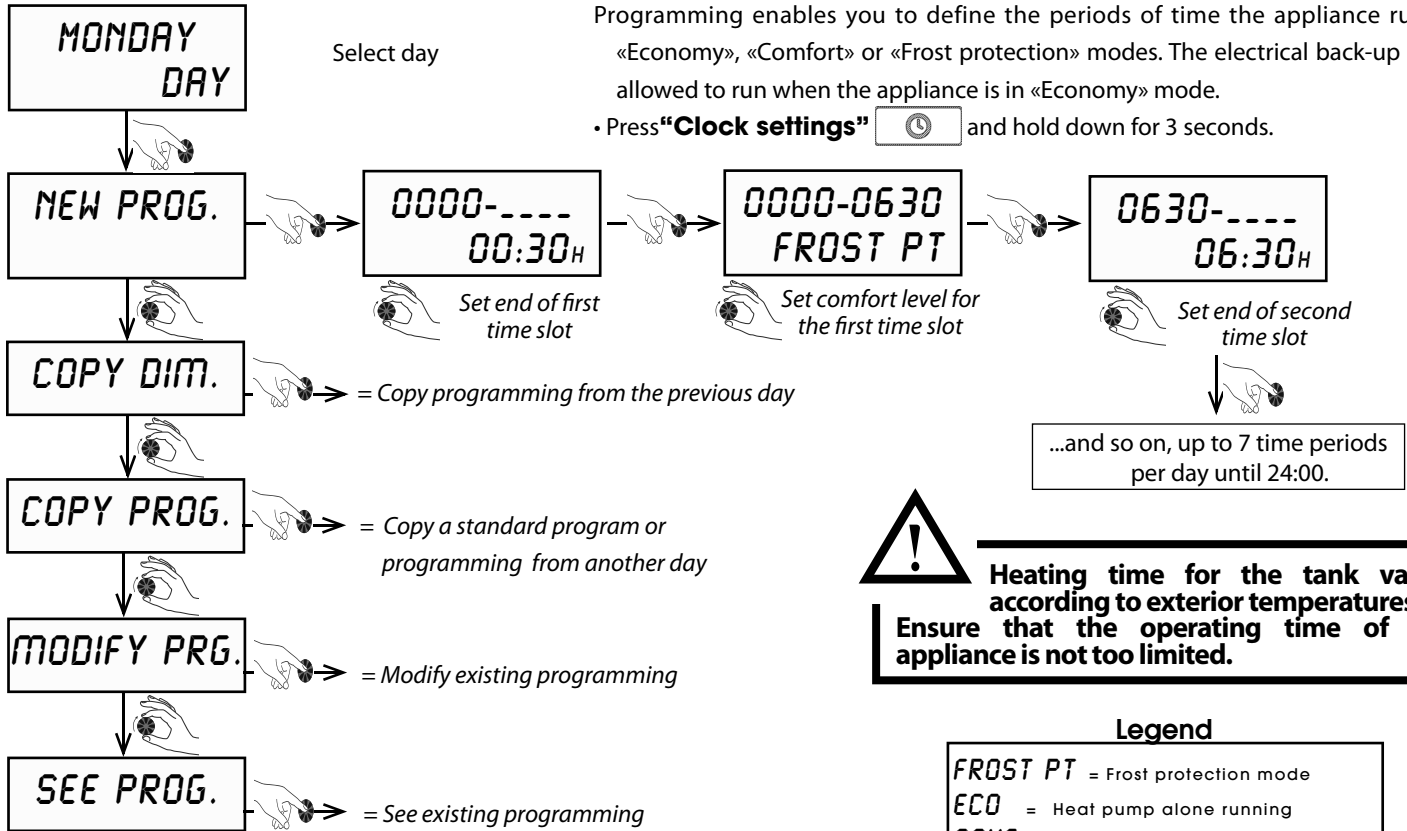 Programming enables you to define the periods of time the appliance
«Economy», «Comfort» or «Frost protection» modes. The electrical back-up
allowed to run when the appliance is in «Economy» mode.
• Press“Clock settings” and hold down for 3 seconds.
MONDAY
DAY
Select day
NEW PROG.
0000-____
00:30H
Set end of first
time slot
0000-0630
FROST PT
Set comfort level for
the first time slot
0630-____
06:30H
Set end of second
time slot
...and so on, up to 7 time periods
per day until 24:00.
COPY DIM.
= Copy programming from the previous day
COPY PROG.
= Copy a standard program or
programming from another day
MODIFY PRG.
= Modify existing programming
SEE PROG.
= See existing programming
!
Heating time for the tank
according to exterior temperatures
Ensure that the operating time of
appliance is not too limited.
Legend
FROST PT = Frost protection mode
ECO = Heat pump alone running